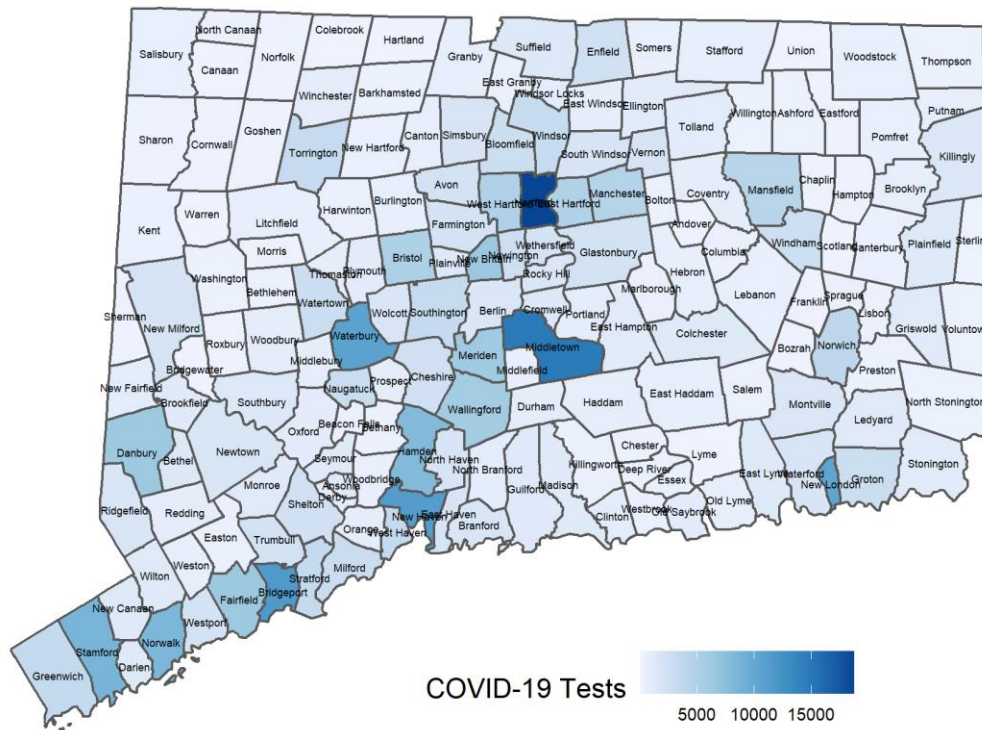 North Canaan
Colebrook
Hartland
Suffield
Enfield
Somers
Stafford
Union
Woodstock
Thompson
Salisbury
Canaan
Norfolk
Granby
East Granby
Windsor Locks
Winchester
Barkhamsted
East Windsor
Ellington
Willington
Ashford
Eastford
Putnam
Pomfret
Sharon
Cornwall
Goshen
Torrington
New Hartford
Canton
Simsbury
Bloomfield
Windsor
South Windsor
Vernon
Tolland
Killingly
Avon
West Hartford
East Hartford
Manchester
Bolton
Coventry
Mansfield
Chaplin
Hampton
Brooklyn
Kent
Warren
Litchfield
Harwinton
Burlington
Farmington
Andover
Columbia
Windham
Scotland
Canterbury
Plainfield
Sterling
Morris
Washington
Bethlehem
Thomaston
Plymouth
Bristol
Plainville
New Britain
Newington
Wethersfield
Rocky Hill
Glastonbury
Hebron
Marlborough
Lebanon
Franklin
Sprague
Lisbon
Griswold
Voluntown
Sherman
New Milford
Roxbury
Woodbury
Watertown
Waterbury
Wolcott
Southington
Berlin
Cromwell
Portland
East Hampton
Colchester
Bozrah
Norwich
Preston
Bridgewater
Middlebury
Naugatuck
Prospect
Cheshire
Meriden
Middletown
Middlefield
New Fairfield
Brookfield
Southbury
Oxford
Beacon Falls
Bethany
Wallingford
Durham
Haddam
East Haddam
Salem
Montville
Ledyard
North Stonington
Danbury
Bethel
Newtown
Seymour
Woodbridge
Hamden
North Haven
North Branford
Killingworth
Chester
Deep River
Essex
Lyme
East Lyme
Waterford
New London
Groton
Stonington
Ridgefield
Redding
Monroe
Shelton
Ansonia
Derby
Orange
New Haven
West Haven
East Haven
Branford
Guilford
Madison
Clinton
Westbrook
Old Saybrook
Old Lyme
Easton
Trumbull
Stratford
Milford
Wilton
Weston
New Canaan
Westport
Fairfield
Bridgeport
Greenwich
Stamford
Darien
Norwalk
COVID-19 Tests
5000 10000 15000